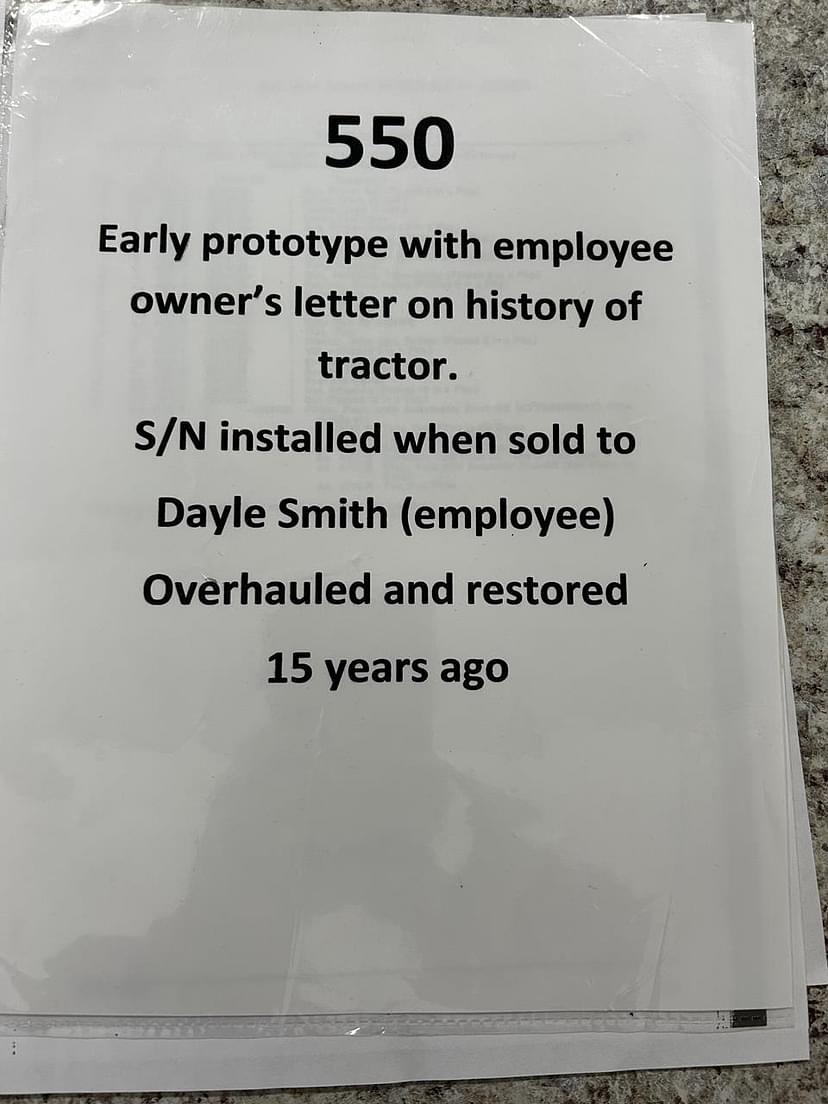 550
Early prototype with employee
owner’s letter on history of
tractor.
S/N installed when sold to
Dayle Smith (employee)
Overhauled and restored
15 years ago